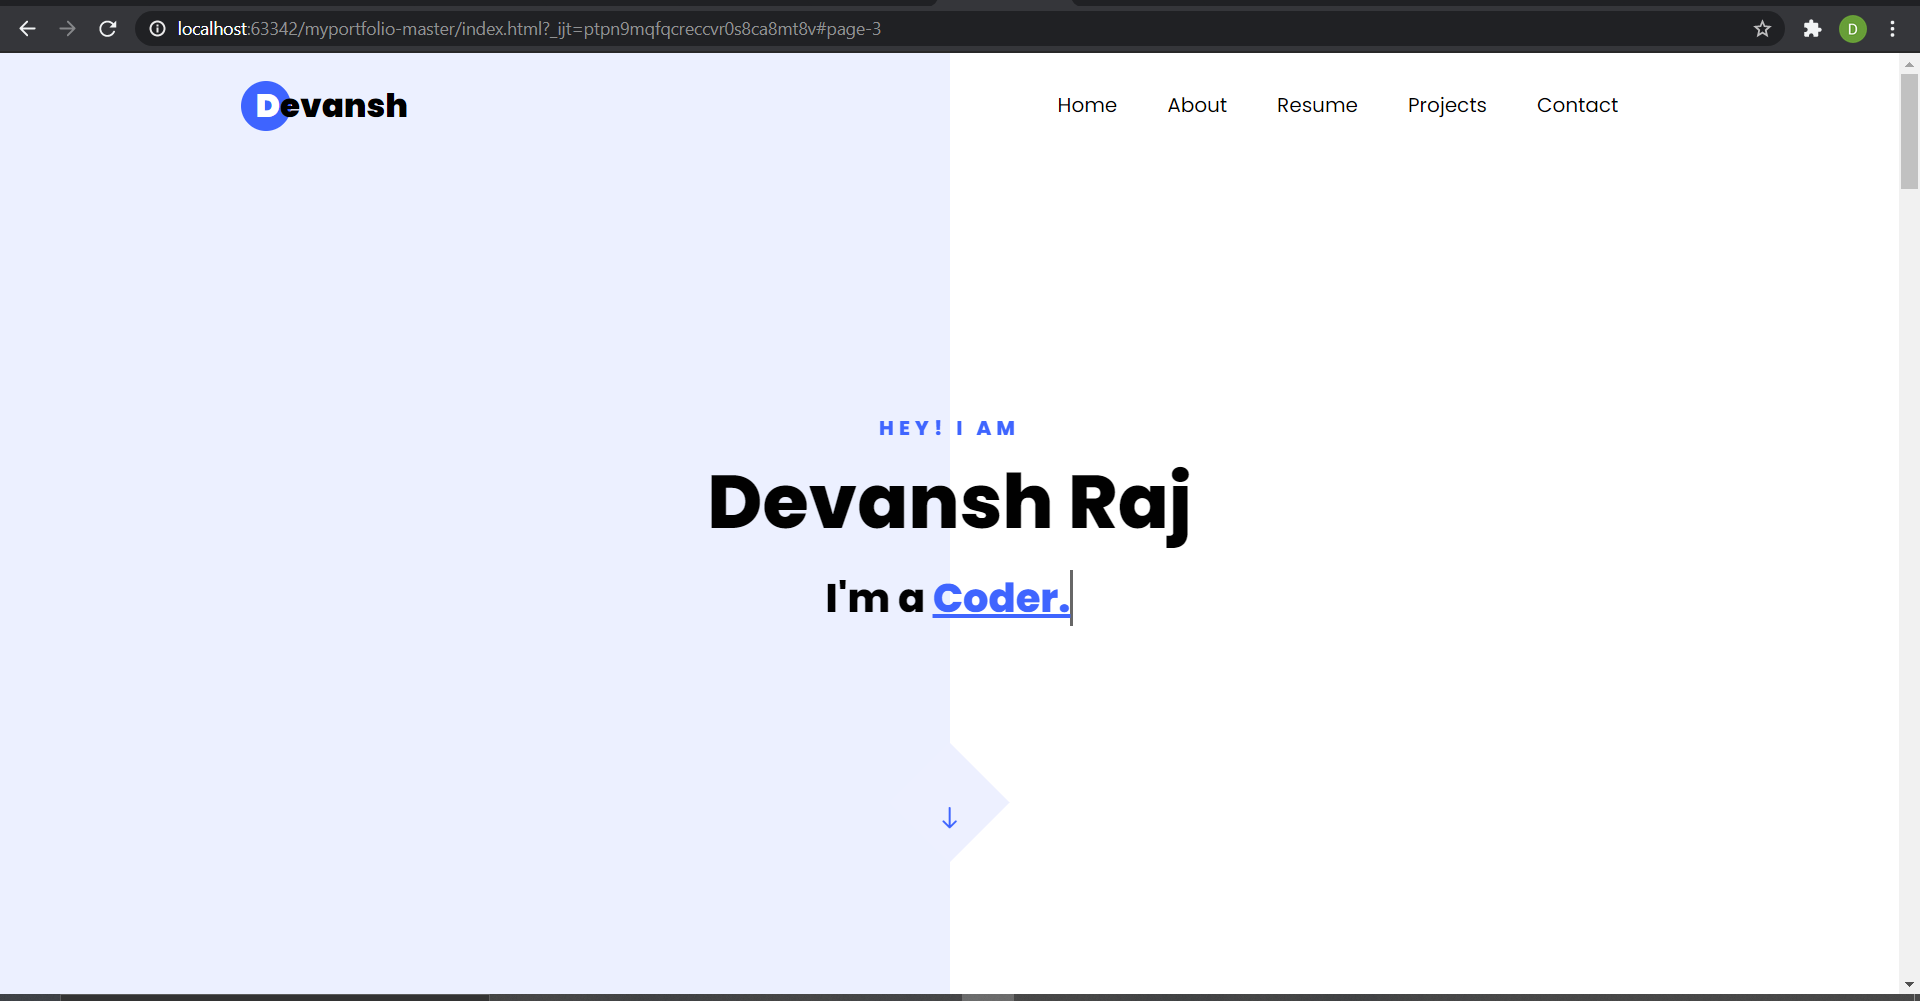 localhost:63342/myportfolio-master/index.html?_ijt=ptpn9mqfqcreccvr0s8ca8mt8v#page-3
D
Devansh
Home About Resume Projects Contact
HEY! I AM
Devansh Raj
I'm a Coder.